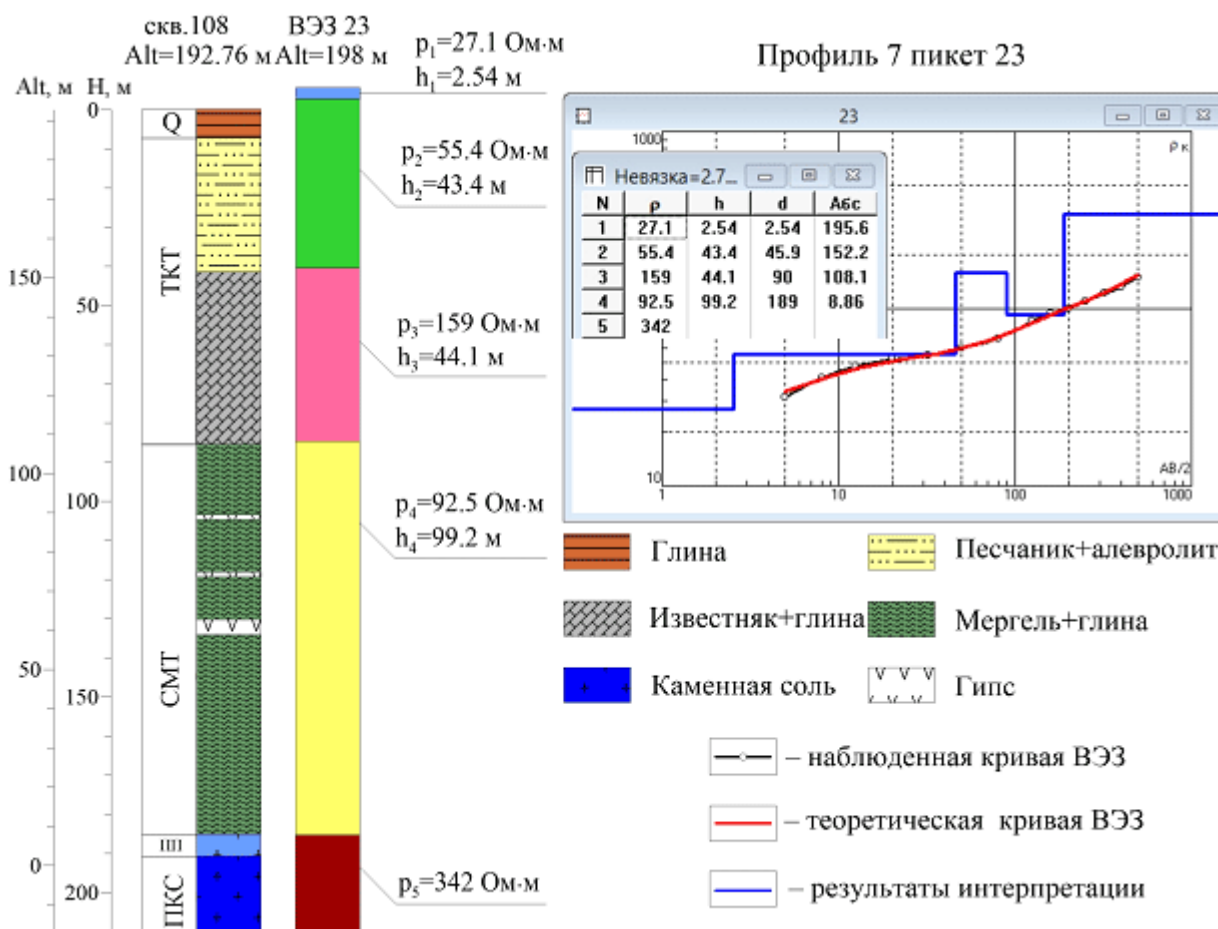 скв.108
Alt=192.76 м
ВЭЗ 23
Alt=198 м
Alt, м
H, м
0
50
100
150
200
150
100
50
0
Q
ТКТ
СМТ
ПП
ПКС
p₁=27.1 Ом·м
h₁=2.54 м
p₂=55.4 Ом·м
h₂=43.4 м
p₃=159 Ом·м
h₃=44.1 м
p₄=92.5 Ом·м
h₄=99.2 м
p₅=342 Ом·м
Профиль 7 пикет 23
23
1000
ρк
Невязка=2.7...
N ρ h d Абс
1 27.1 2.54 2.54 195.6
2 55.4 43.4 45.9 152.2
3 159 44.1 90 108.1
4 92.5 99.2 189 8.86
5 342
10
AB/2
1 10 100 1000
Глина
Песчаник+алевролит
Известняк+глина
Мергель+глина
Каменная соль
Гипс
– наблюденная кривая ВЭЗ
– теоретическая кривая ВЭЗ
– результаты интерпретации